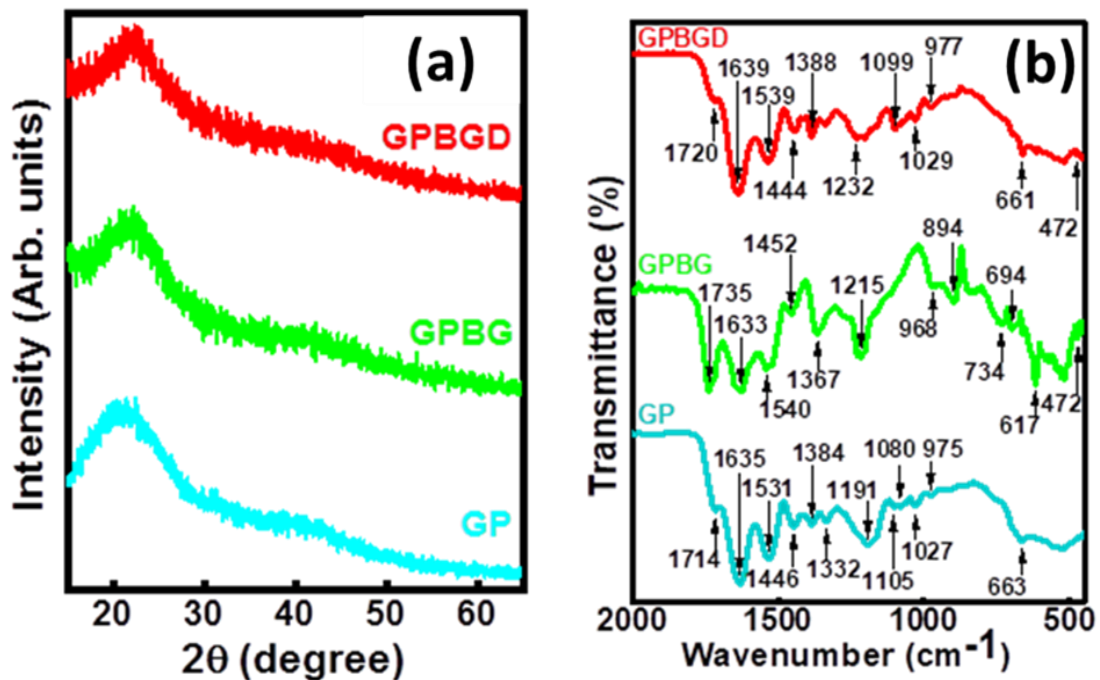 (a)
GPBGD
GPBG
GP
Intensity (Arb. units)
20 30 40 50 60
2θ (degree)
(b)
GPBGD
1639
1539
1388
1099
977
1720
1444
1232
1029
661
472
GPBG
1735
1633
1452
1215
894
694
1540
1367
968
734
617
472
GP
1635
1531
1384
1191
1080
975
1714
1446
1332
1105
1027
663
Transmittance (%)
2000 1500 1000 500
Wavenumber (cm-1)